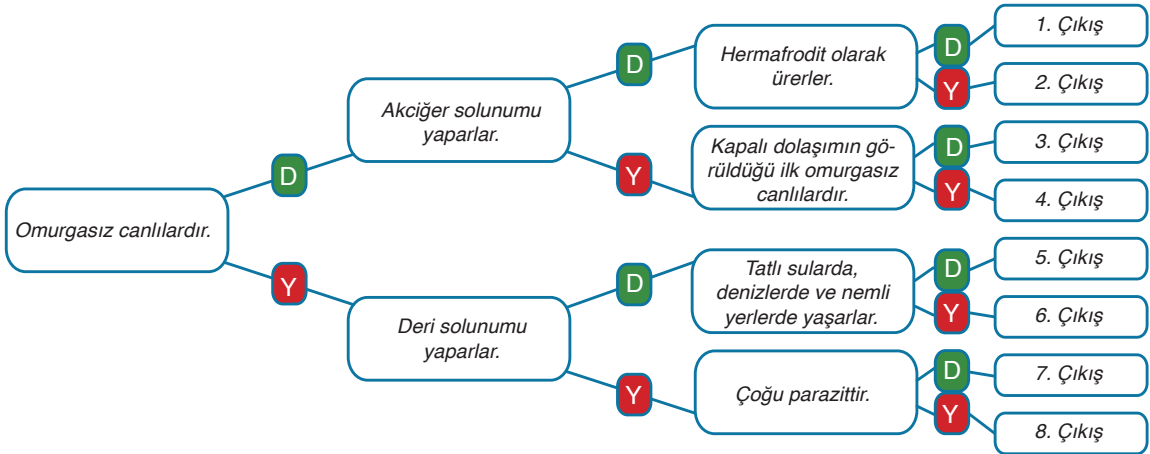 Omurgasız canlılardır.
D
Y
Akciğer solunumu
yaparlar.
D
Y
Deri solunumu
yaparlar.
D
Y
Hermafrodit olarak
ürerler.
D
Y
Kapalı dolaşımın gö-
rüldüğü ilk omurgasız
canlılardır.
D
Y
Tatlı sularda,
denizlerde ve nemli
yerlerde yaşarlar.
D
Y
Çoğu parazittir.
D
Y
1. Çıkış
2. Çıkış
3. Çıkış
4. Çıkış
5. Çıkış
6. Çıkış
7. Çıkış
8. Çıkış